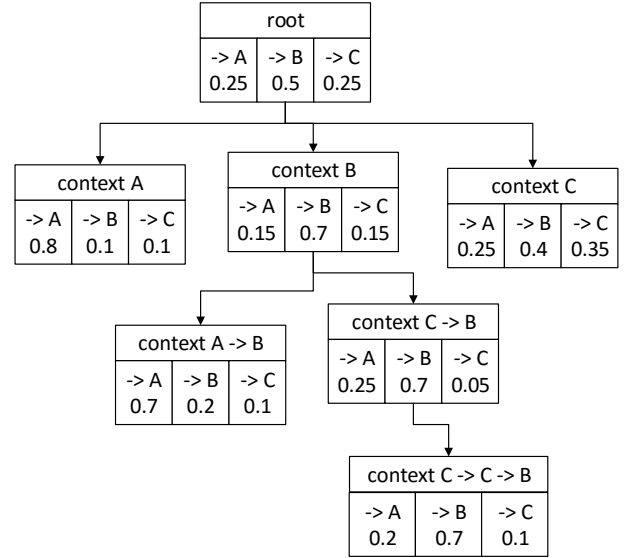 root
-> A -> B -> C
0.25 0.5 0.25
context A
-> A -> B -> C
0.8 0.1 0.1
context B
-> A -> B -> C
0.15 0.7 0.15
context C
-> A -> B -> C
0.25 0.4 0.35
context A -> B
-> A -> B -> C
0.7 0.2 0.1
context C -> B
-> A -> B -> C
0.25 0.7 0.05
context C -> C -> B
-> A -> B -> C
0.2 0.7 0.1